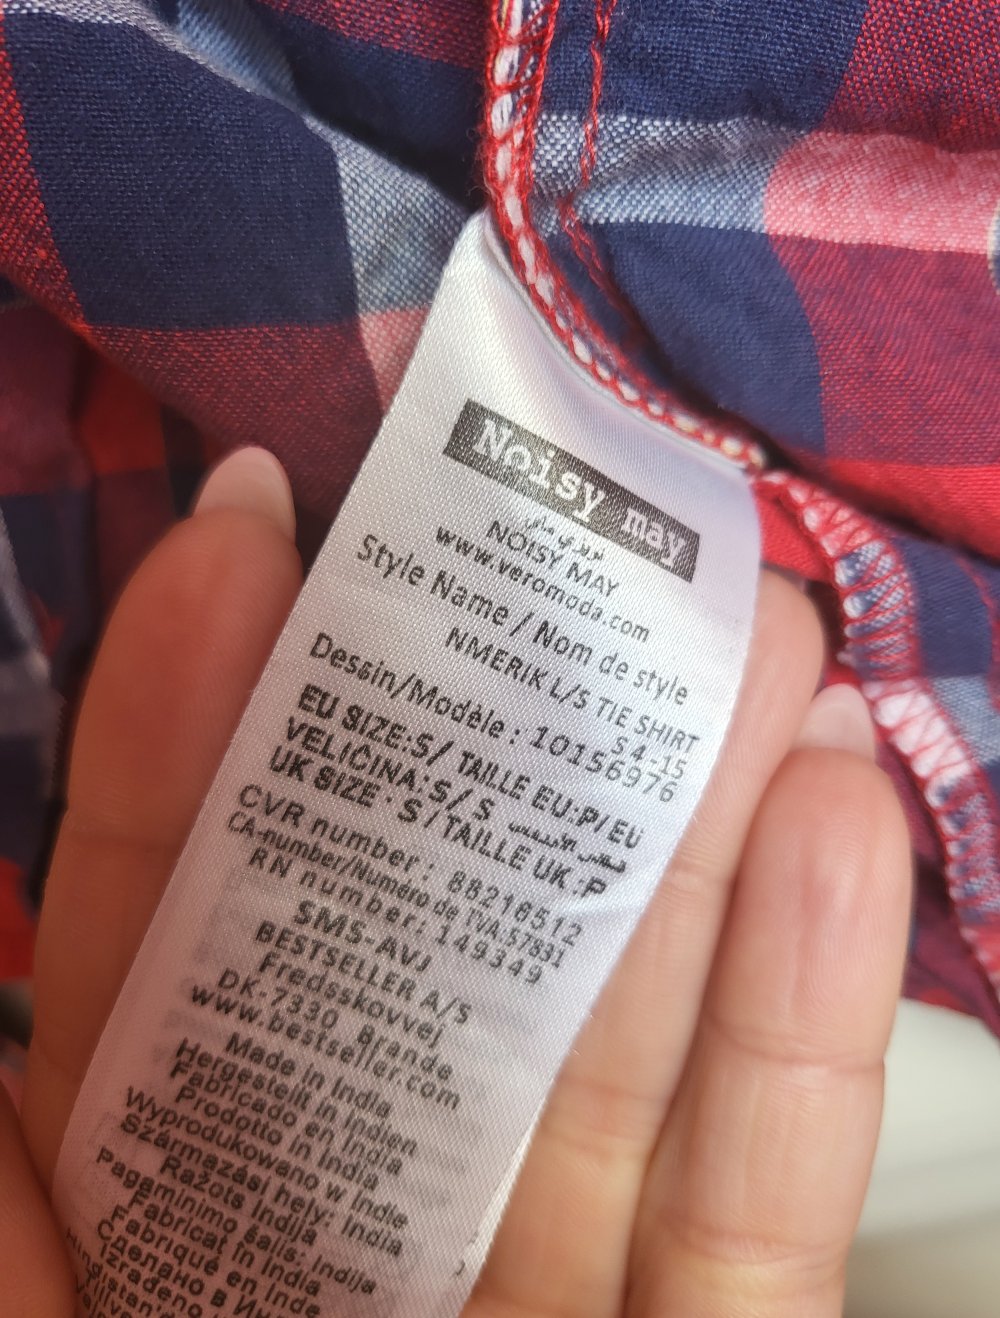 Noisy may
نويزي ماي
NOISY MAY
www.veromoda.com
Style Name / Nom de style
NMERIK L/S TIE SHIRT
S 4-15
Dessin/Modèle : 10156976
EU SIZE:S/ TAILLE EU:P/EU
VELIČINA:S/ S
UK SIZE : S/TAILLE UK :P
CVR number : 88216512
CA-number/Numéro de TVA:57891
RN number: 149349
SMS-AVJ
BESTSELLER A/S
Fredsskovvej
DK-7330 Brande
www.bestseller.com
Made in India
Hergestellt in Indien
Fabricado en India
Prodotto in India
Wyprodukowano w Indie
Származási hely: India
Ražots Indija
Pagaminimo šalis: Indija
Fabricat în India
Fabriqué en Inde
Сделано в
Izrađeno